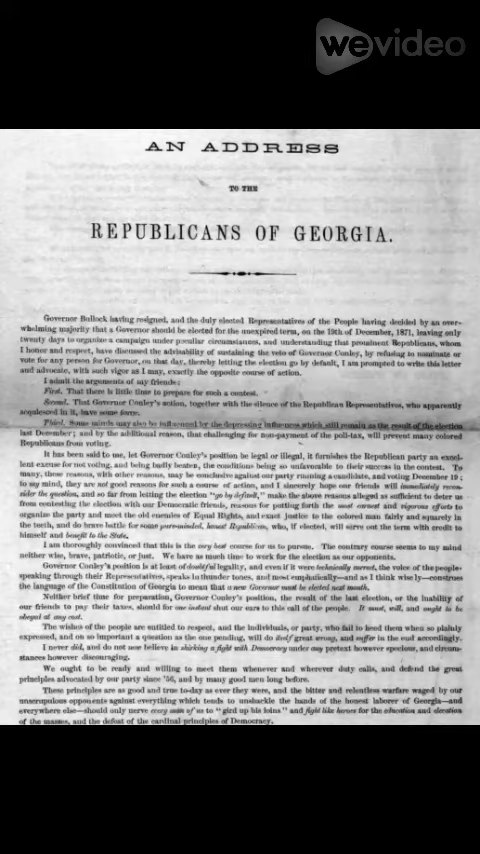 wevideo
AN ADDRESS
TO THE
REPUBLICANS OF GEORGIA.
Governor Bullock having resigned, and the duly elected Representatives of the People having decided by an over-
whelming majority that a Governor should be elected for the unexpired term, on the 19th of December, 1871, leaving only
twenty days to organize a campaign under peculiar circumstances, and understanding that prominent Republicans, whom
I honor and respect, have discussed the advisability of sustaining the veto of Governor Conley, by refusing to nominate or
vote for any person for Governor, on that day, thereby letting the election go by default, I am prompted to write this letter
and advocate, with such vigor as I may, exactly the opposite course of action.
I admit the arguments of my friends:
First. That there is little time to prepare for such a contest.
Second. That Governor Conley's action, together with the silence of the Republican Representatives, who apparently
acquiesced in it, have some force.
Third. Some minds may also be influenced by the depressing influences which still remain as the result of the election
last December; and by the additional reason, that challenging for non-payment of the poll-tax, will prevent many colored
Republicans from voting.
It has been said to me, let Governor Conley's position be legal or illegal, it furnishes the Republican party an excel-
lent excuse for not voting, and being badly beaten, the conditions being so unfavorable to their success in the contest. To
many, these reasons, with other reasons, may be conclusive against our party running a candidate, and voting December 19;
to my mind, they are not good reasons for such a course of action, and I sincerely hope our friends will immediately recon-
sider the question, and so far from letting the election "go by default," make the above reasons alleged as sufficient to deter us
from contesting the election with our Democratic friends, reasons for putting forth the most earnest and vigorous efforts to
organize the party and meet the old enemies of Equal Rights, and exact justice to the colored man fairly and squarely in
the teeth, and do brave battle for some pure-minded, honest Republican, who, if elected, will serve out the term with credit to
himself and benefit to the State.
I am thoroughly convinced that this is the very best course for us to pursue. The contrary course seems to my mind
neither wise, brave, patriotic, or just. We have as much time to work for the election as our opponents.
Governor Conley's position is at least of doubtful legality, and even if it were technically correct, the voice of the people
speaking through their Representatives, speaks in thunder tones, and most emphatically—and as I think wisely—construes
the language of the Constitution of Georgia to mean that a new Governor must be elected next month.
Neither brief time for preparation, Governor Conley's position, the result of the last election, or the inability of
our friends to pay their taxes, should for one instant shut our ears to this call of the people. It must, will, and ought to be
obeyed at any cost.
The wishes of the people are entitled to respect, and the individuals, or party, who fail to heed them when so plainly
expressed, and on so important a question as the one pending, will do itself great wrong, and suffer in the end accordingly.
I never did, and do not now believe in shirking a fight with Democracy under any pretext however specious, and circum-
stances however discouraging.
We ought to be ready and willing to meet them whenever and wherever duty calls, and defend the great
principles advocated by our party since '56, and by many good men long before.
These principles are as good and true to-day as ever they were, and the bitter and relentless warfare waged by our
unscrupulous opponents against everything which tends to unshackle the hands of the honest laborer of Georgia—and
everywhere else—should only nerve every man of us to "gird up his loins" and fight like heroes for the education and elevation
of the masses, and the defeat of the cardinal principles of Democracy.